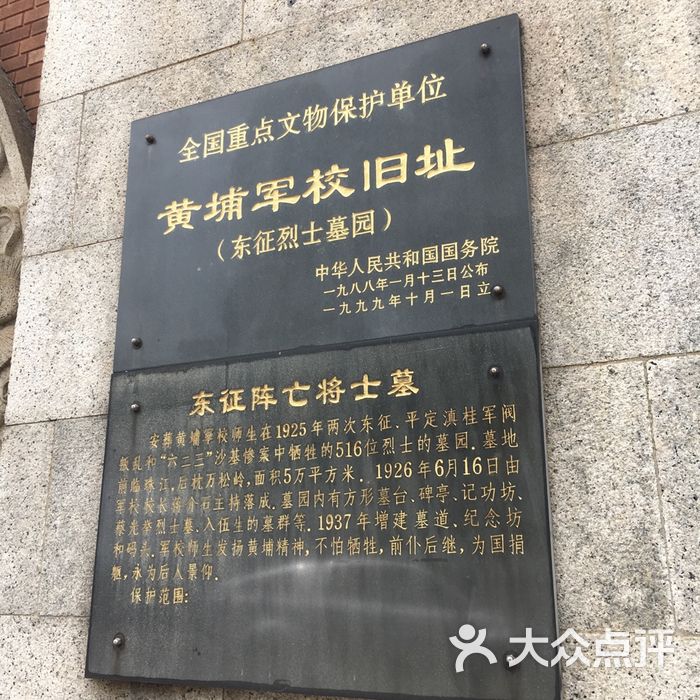 全国重点文物保护单位
黄埔军校旧址
（东征烈士墓园）
中华人民共和国国务院
一九八八年一月十三日公布
一九九九年十月一日立
东征阵亡将士墓
安葬黄埔军校师生在1925年两次东征、平定滇桂军阀
叛乱和“六二三”沙基惨案中牺牲的516位烈士的墓园.墓地
前临珠江,后枕万松岭,面积5万平方米.1926年6月16日由
军校校长蒋介石主持落成.墓园内有方形墓台、碑亭、记功坊、
蔡光举烈士墓、入伍生的墓群等.1937年增建墓道、纪念坊
和码头.军校师生发扬黄埔精神,不怕牺牲,前仆后继,为国捐
躯,永为后人景仰.
保护范围:
大众点评